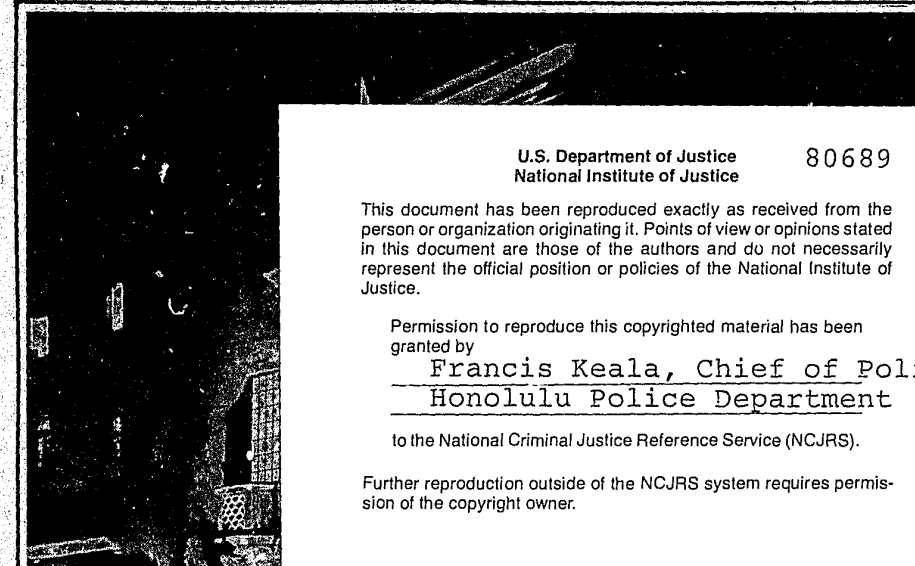 U.S. Department of Justice 80689
National Institute of Justice
This document has been reproduced exactly as received from the
person or organization originating it. Points of view or opinions stated
in this document are those of the authors and do not necessarily
represent the official position or policies of the National Institute of
Justice.
Permission to reproduce this copyrighted material has been
granted by
Francis Keala, Chief of Poli
Honolulu Police Department
to the National Criminal Justice Reference Service (NCJRS).
Further reproduction outside of the NCJRS system requires permis-
sion of the copyright owner.